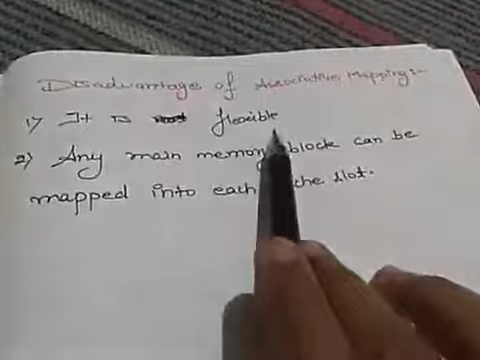 Disadvantage of Associative Mapping:-
1) It is flexible
2) Any main memory block can be
mapped into each che slot.